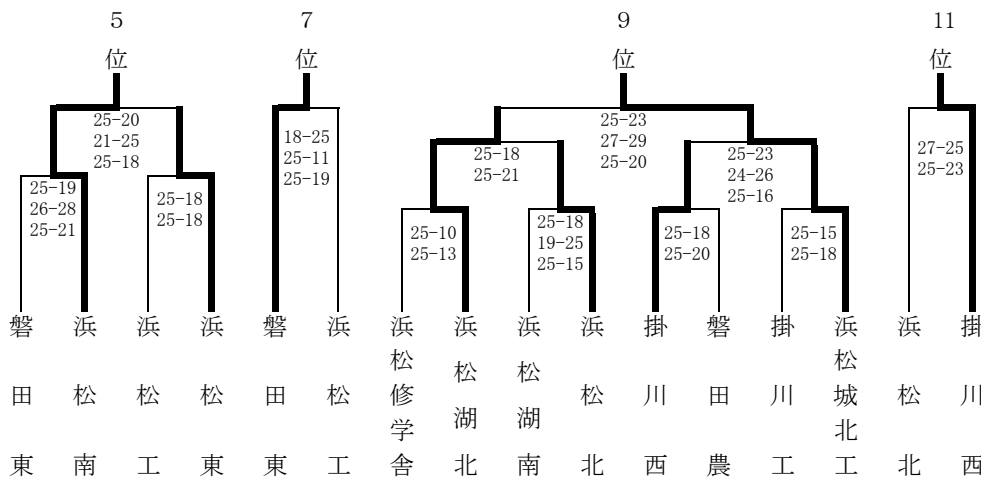 5位
7位
9位
11位
25-20
21-25
25-18
18-25
25-11
25-19
25-23
27-29
25-20
27-25
25-23
25-18
25-21
25-23
24-26
25-16
25-19
26-28
25-21
25-18
25-18
25-10
25-13
25-18
19-25
25-15
25-18
25-20
25-15
25-18
磐田東
浜松南
浜松工
浜松東
磐田東
浜松工
浜松修学舎
浜松湖北
浜松湖南
浜松北
掛川西
磐田農
掛川工
浜松城北工
浜松北
掛川西